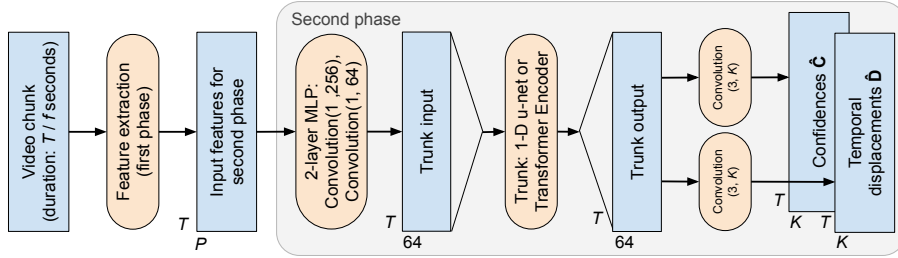 Second phase
Video chunk
(duration: T / f seconds)
Feature extraction
(first phase)
Input features for
second phase
T
P
2-layer MLP:
Convolution(1 ,256),
Convolution(1, 64)
Trunk input
T
64
Trunk: 1-D u-net or
Transformer Encoder
Trunk output
T
64
Convolution
(3, K)
Convolution
(3, K)
Confidences Ĉ
T
K
Temporal
displacements D̂
T
K